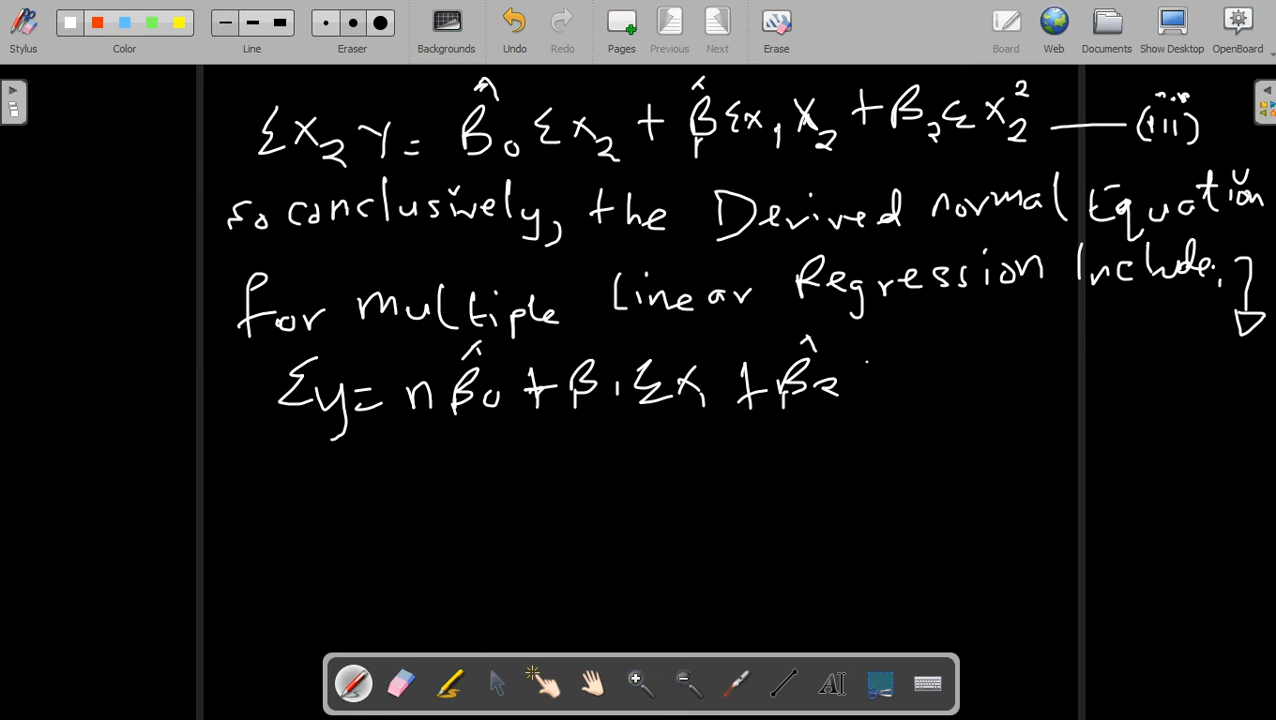 Stylus Color Line Eraser Backgrounds Undo Redo Pages Previous Next Erase Board Web Documents Show Desktop OpenBoard
Σx₂Y = β̂₀Σx₂ + β̂₁Σx₁X₂ + β₂Σx₂² —— (iii)
so conclusively, the Derived normal Equation
for multiple Linear Regression Include.
Σy = nβ̂₀ + β₁Σx₁ + β̂₂